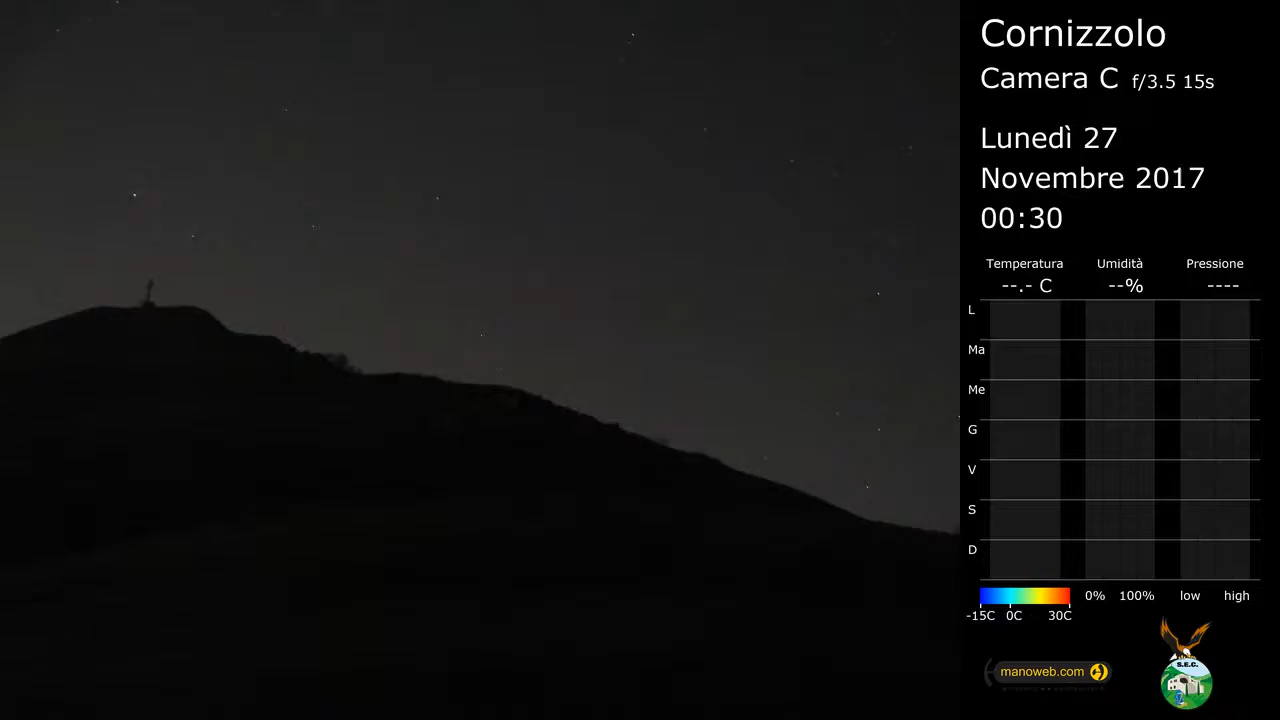 Cornizzolo
Camera C f/3.5 15s
Lunedì 27
Novembre 2017
00:30
Temperatura Umidità Pressione
--.- C --% ----
L
Ma
Me
G
V
S
D
0% 100% low high
-15C 0C 30C
manoweb.com
S.E.C.